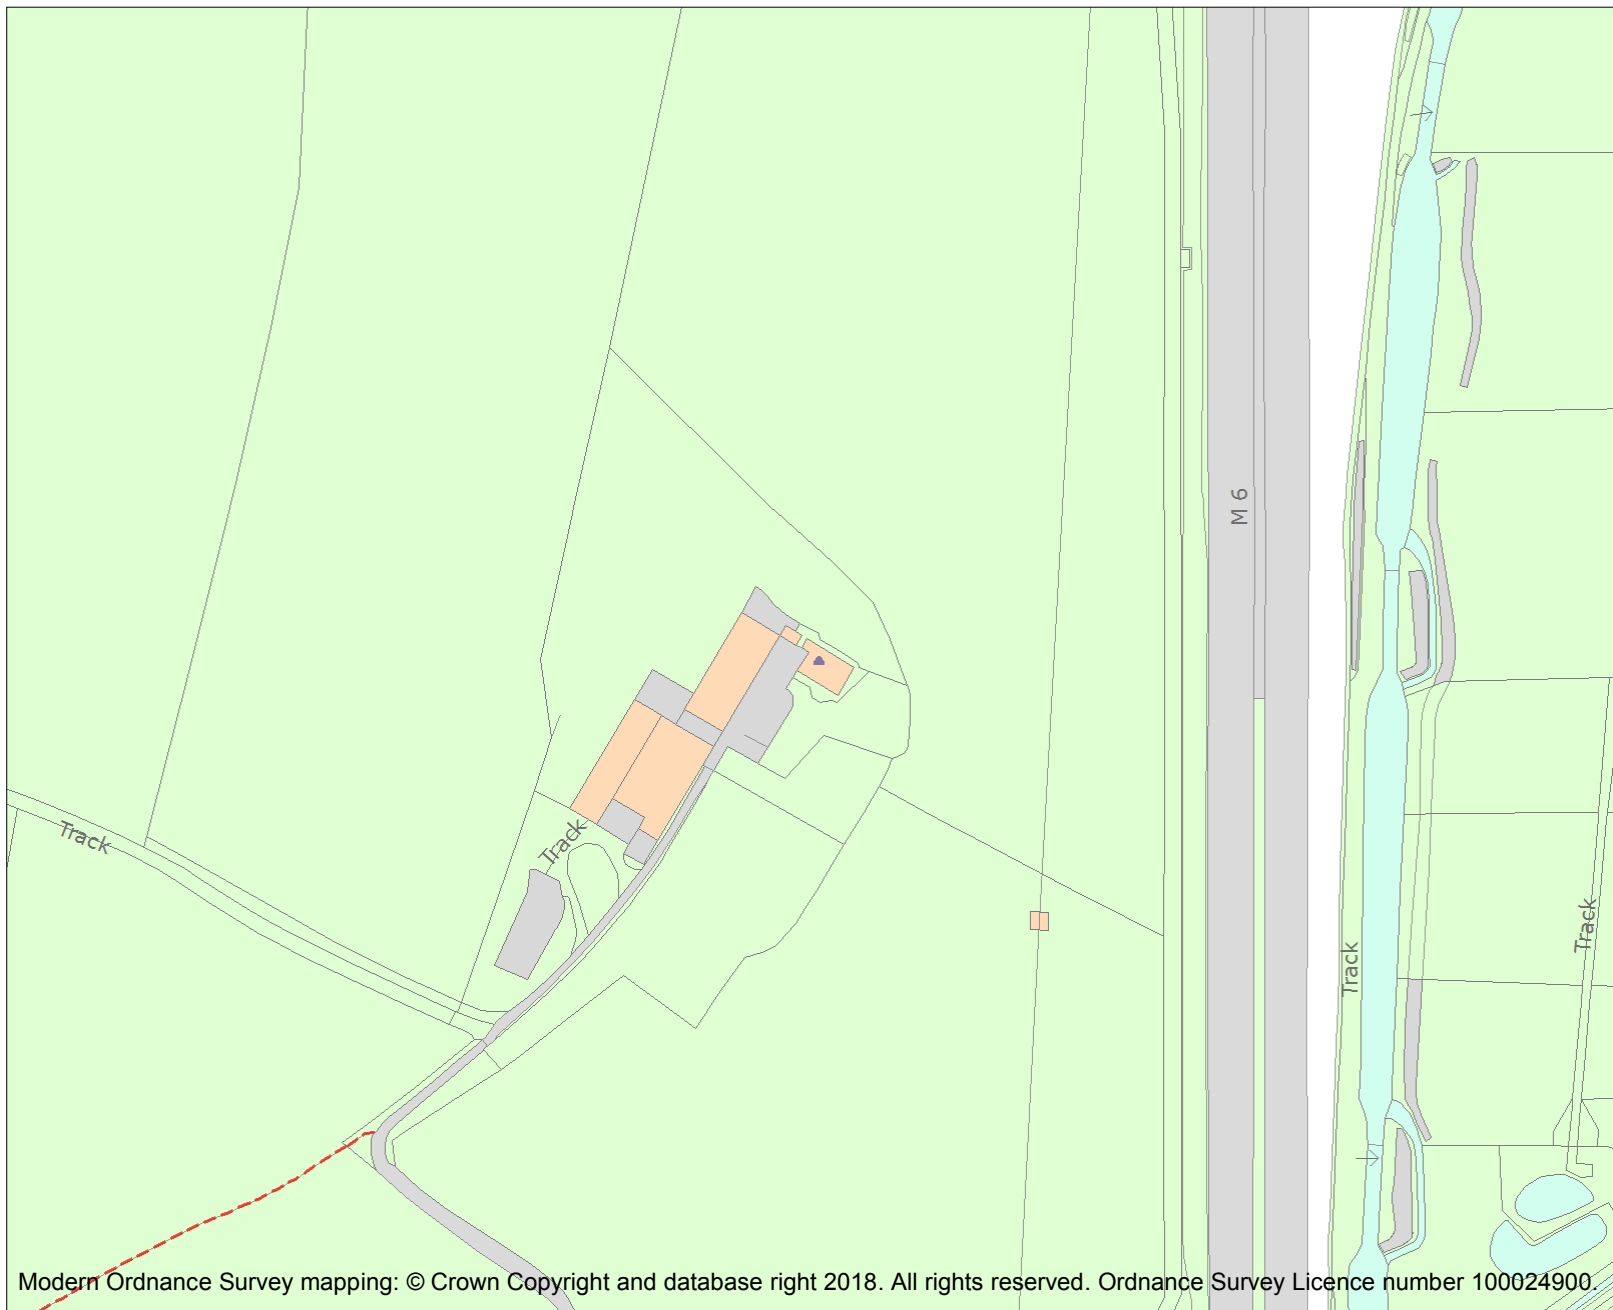 M 6
Track
Track
Track
Track
Modern Ordnance Survey mapping: © Crown Copyright and database right 2018. All rights reserved. Ordnance Survey Licence number 100024900.